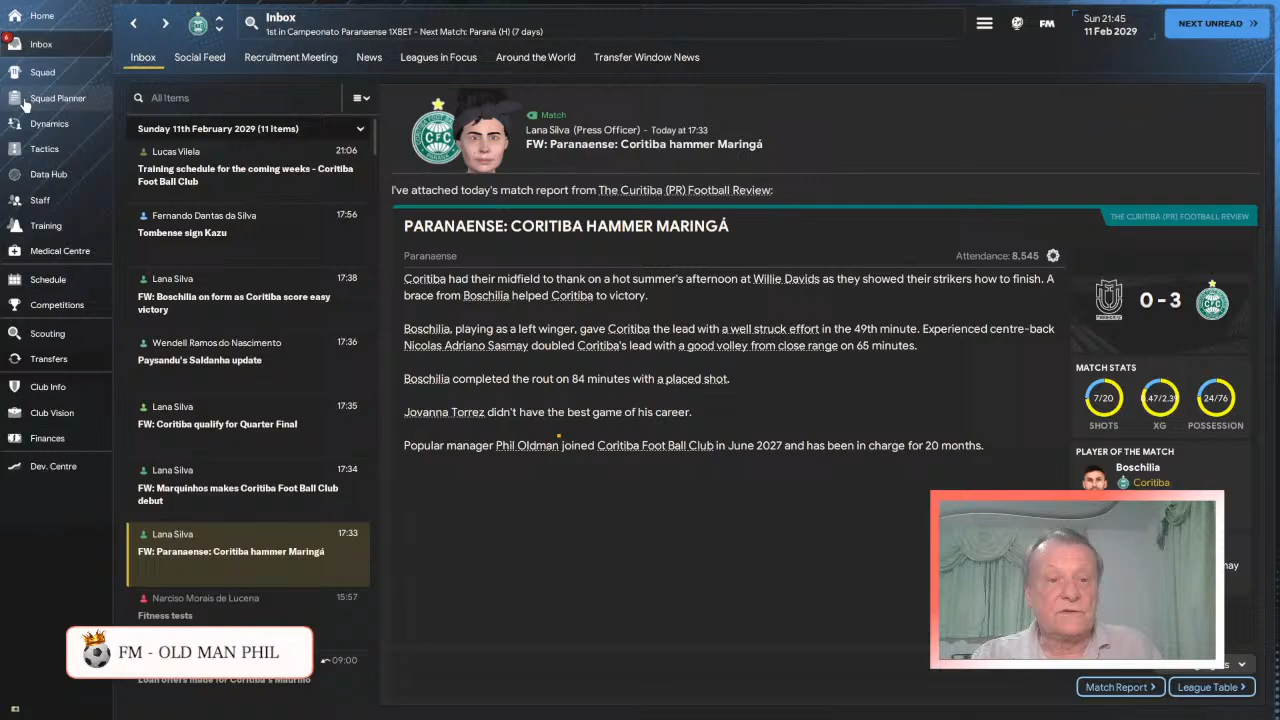 Home
Inbox
6
Squad
Squad Planner
Dynamics
Tactics
Data Hub
Staff
Training
Medical Centre
Schedule
Competitions
Scouting
Transfers
Club Info
Club Vision
Finances
Dev. Centre
Inbox
1st in Campeonato Paranaense 1XBET - Next Match: Paraná (H) (7 days)
FM
Sun 21:45
11 Feb 2029
NEXT UNREAD
Inbox
Social Feed
Recruitment Meeting
News
Leagues in Focus
Around the World
Transfer Window News
All Items
Sunday 11th February 2029 (11 items)
Lucas Vilela 21:06
Training schedule for the coming weeks - Coritiba
Foot Ball Club
Fernando Dantas da Silva 17:56
Tombense sign Kazu
Lana Silva 17:38
FW: Boschilia on form as Coritiba score easy
victory
Wendell Ramos do Nascimento 17:36
Paysandu's Saldanha update
Lana Silva 17:35
FW: Coritiba qualify for Quarter Final
Lana Silva 17:34
FW: Marquinhos makes Coritiba Foot Ball Club
debut
Lana Silva 17:33
FW: Paranaense: Coritiba hammer Maringá
Narciso Morais de Lucena 15:57
Fitness tests
09:00
Loan offers made for Coritiba's Maurino
FM - OLD MAN PHIL
CFC
Match
Lana Silva (Press Officer) - Today at 17:33
FW: Paranaense: Coritiba hammer Maringá
I've attached today's match report from The Curitiba (PR) Football Review:
THE CURITIBA (PR) FOOTBALL REVIEW
PARANAENSE: CORITIBA HAMMER MARINGÁ
Paranaense
Attendance: 8,545
Coritiba had their midfield to thank on a hot summer's afternoon at Willie Davids as they showed their strikers how to finish. A
brace from Boschilia helped Coritiba to victory.
Boschilia, playing as a left winger, gave Coritiba the lead with a well struck effort in the 49th minute. Experienced centre-back
Nicolas Adriano Sasmay doubled Coritiba's lead with a good volley from close range on 65 minutes.
Boschilia completed the rout on 84 minutes with a placed shot.
Jovanna Torrez didn't have the best game of his career.
Popular manager Phil Oldman joined Coritiba Foot Ball Club in June 2027 and has been in charge for 20 months.
0 - 3
MATCH STATS
7/20
.47/2.39
24/76
SHOTS
XG
POSSESSION
PLAYER OF THE MATCH
Boschilia
Coritiba
Match Report
League Table